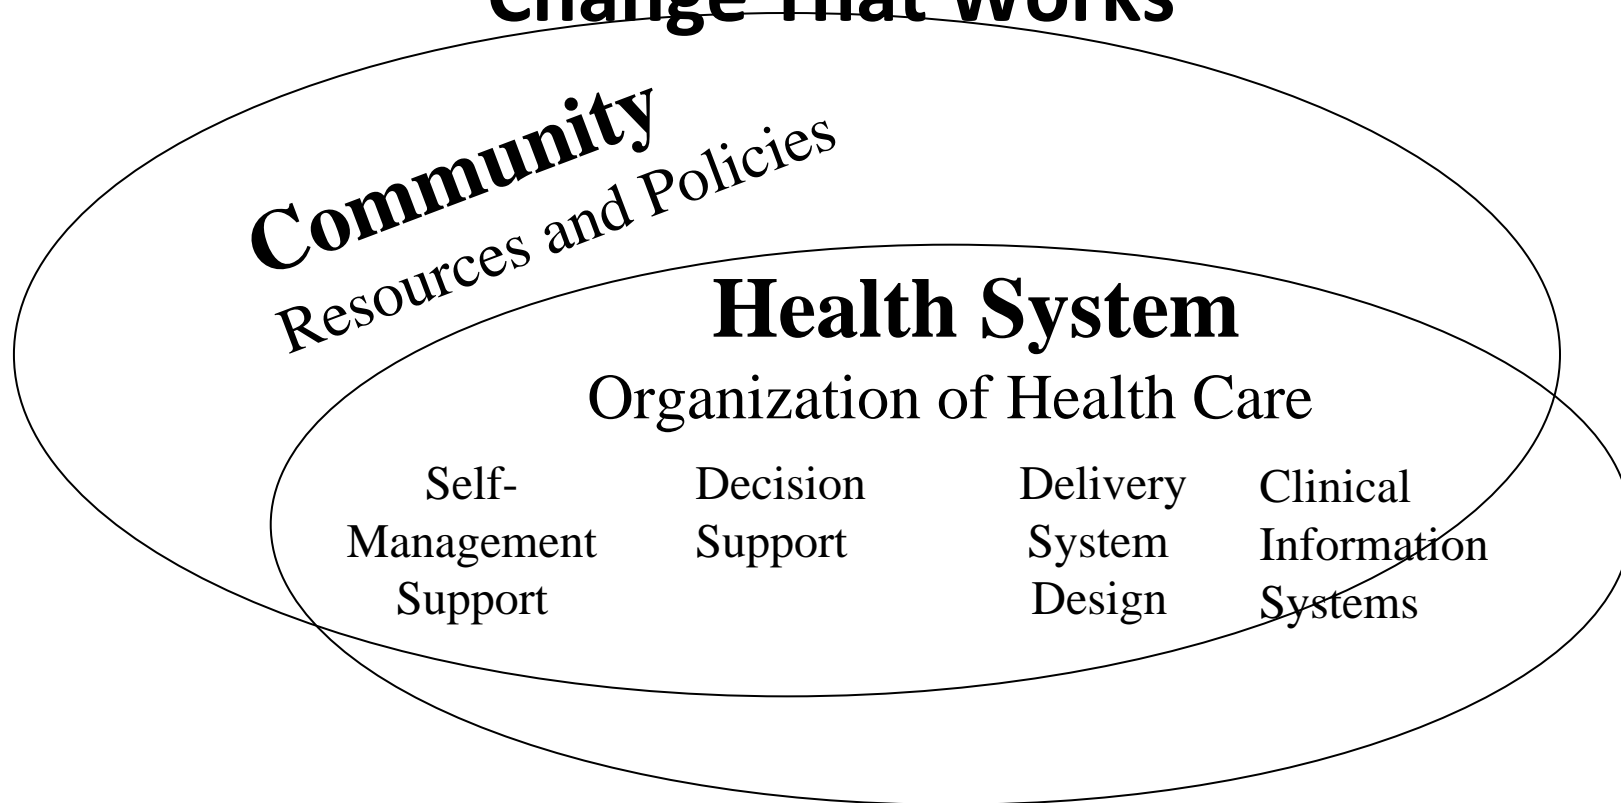 Change That Works
Community
Resources and Policies
Health System
Organization of Health Care
Self-
Management
Support
Decision
Support
Delivery
System
Design
Clinical
Information
Systems